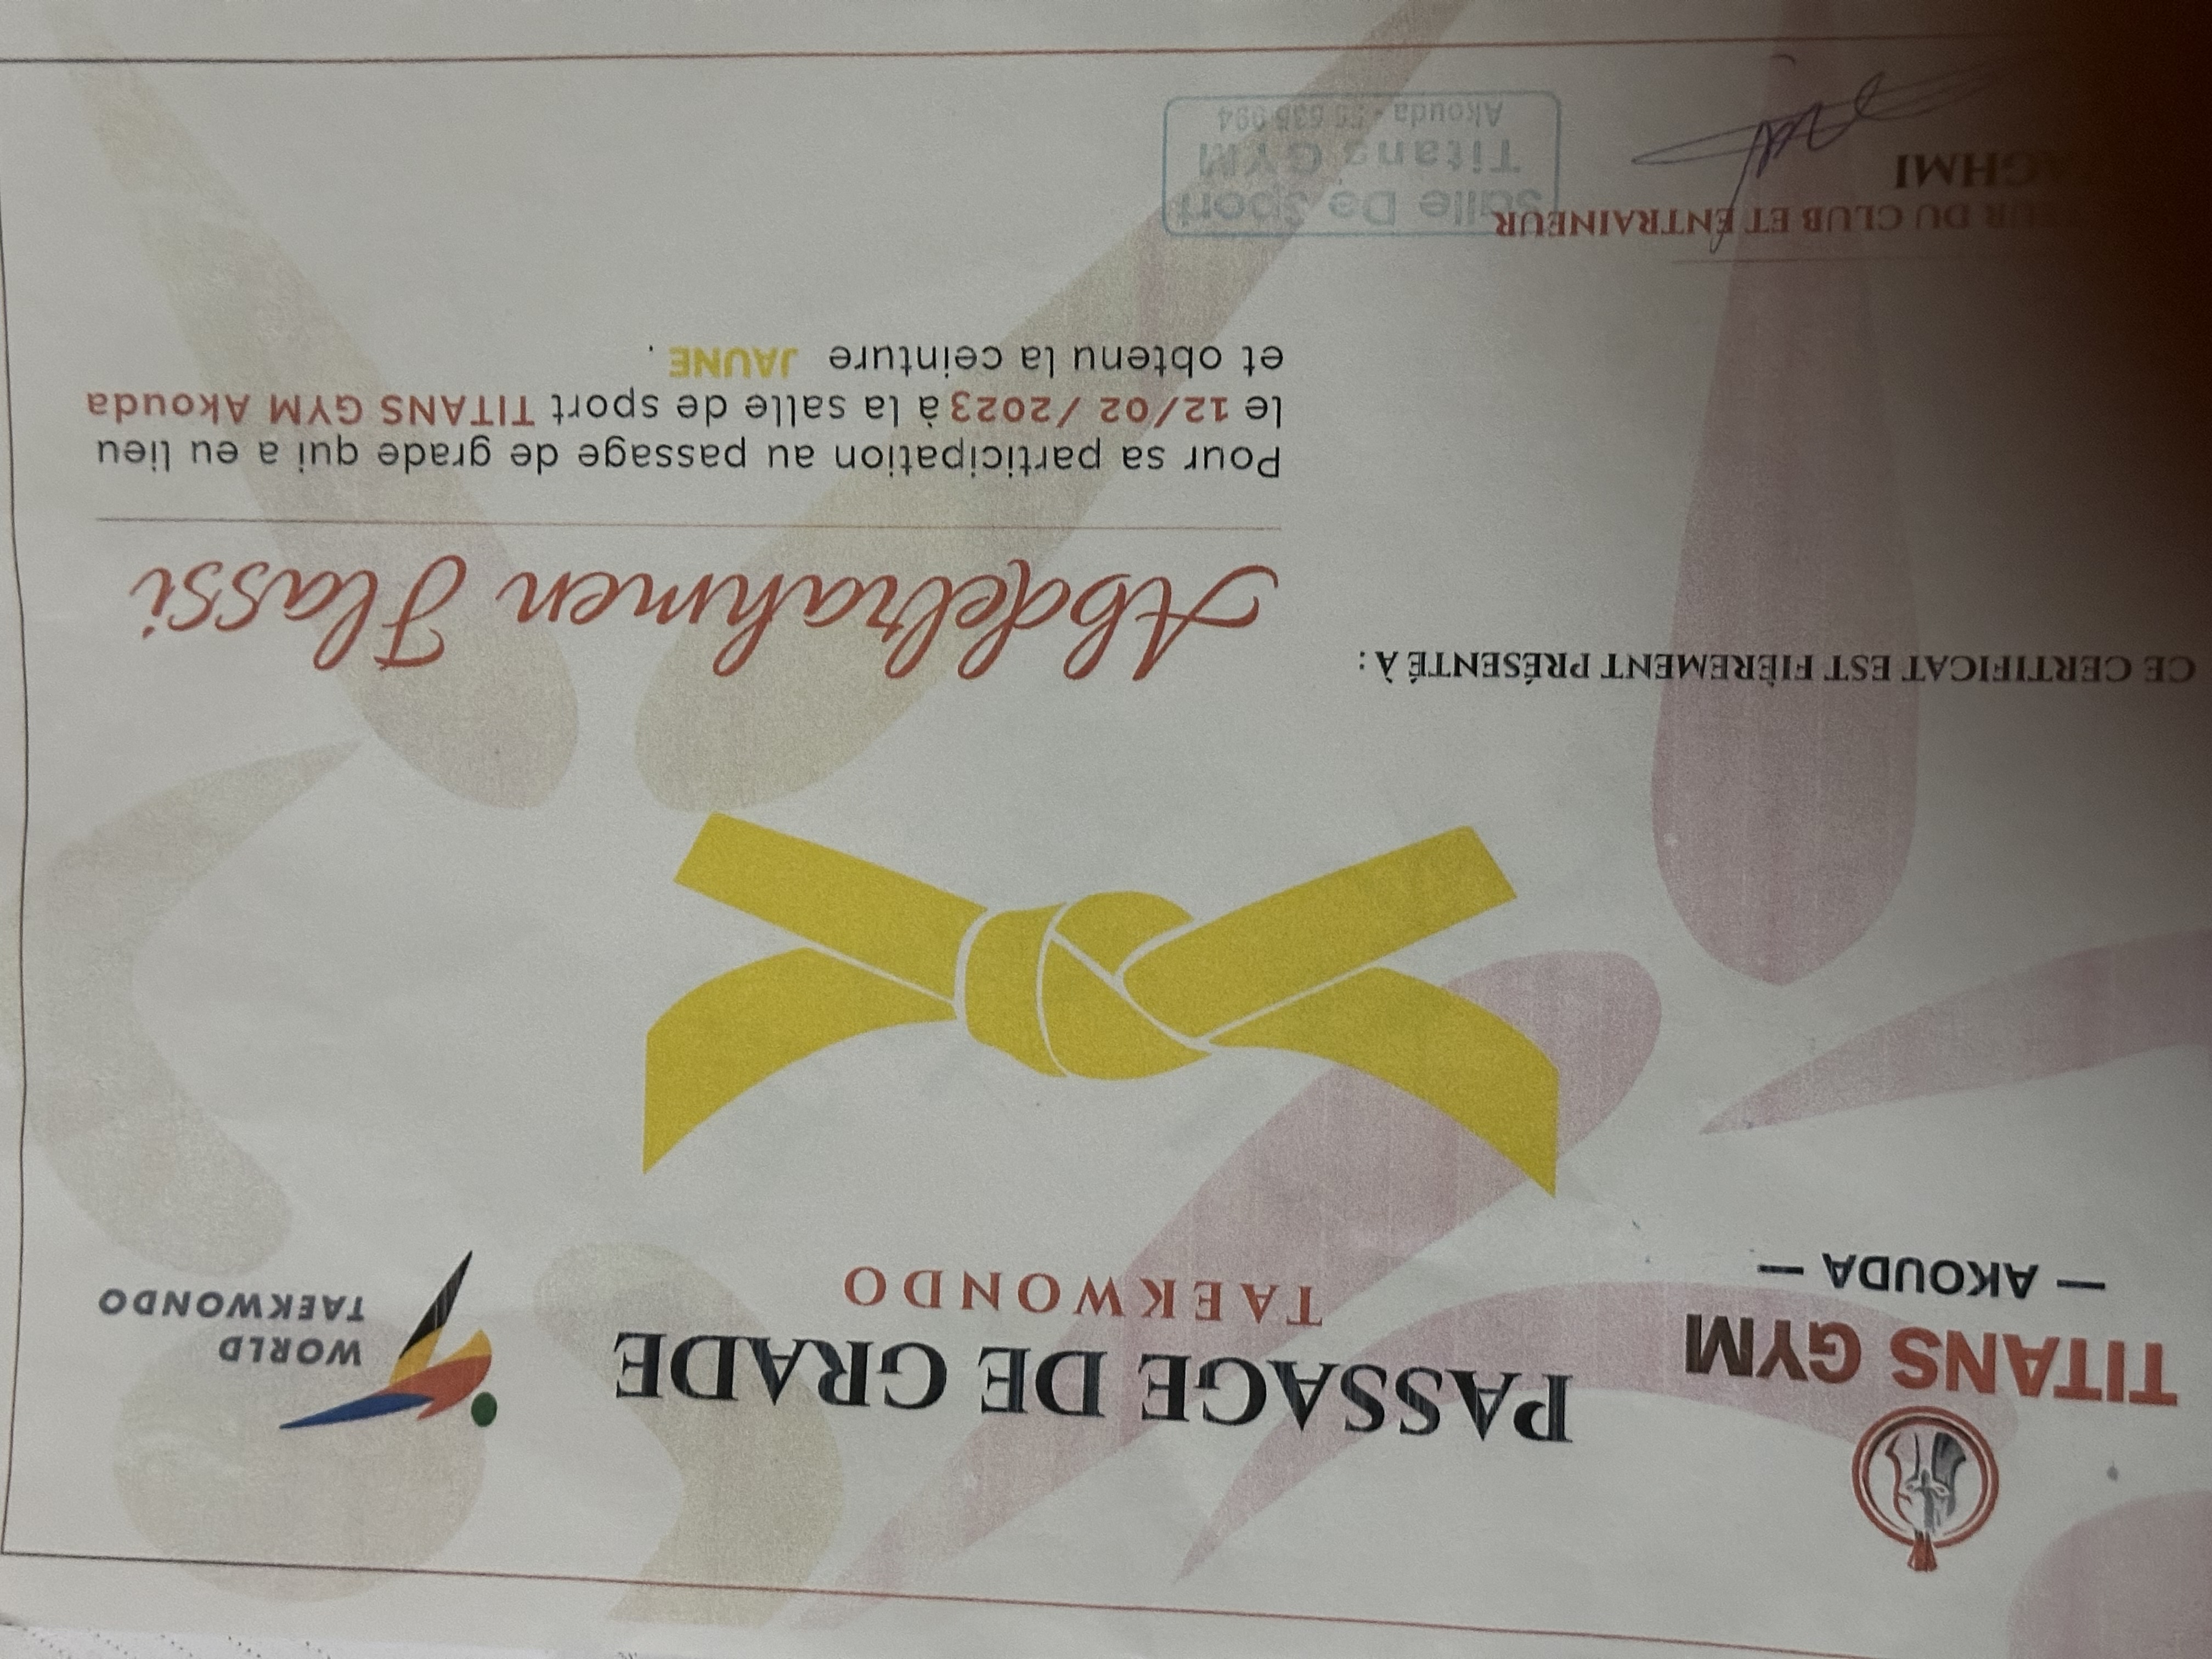 TITANS GYM
— AKOUDA —
PASSAGE DE GRADE
TAEKWONDO
WORLD
TAEKWONDO
CE CERTIFICAT EST FIÈREMENT PRÉSENTÉ À :
Abdelrahmen Flassi
Pour sa participation au passage de grade qui a eu lieu
le 12/02 / 2023 à la salle de sport TITANS GYM Akouda
et obtenu la ceinture JAUNE .
DU CLUB ET ENTRAINEUR
Salle De Sport
Titans GYM
Akouda